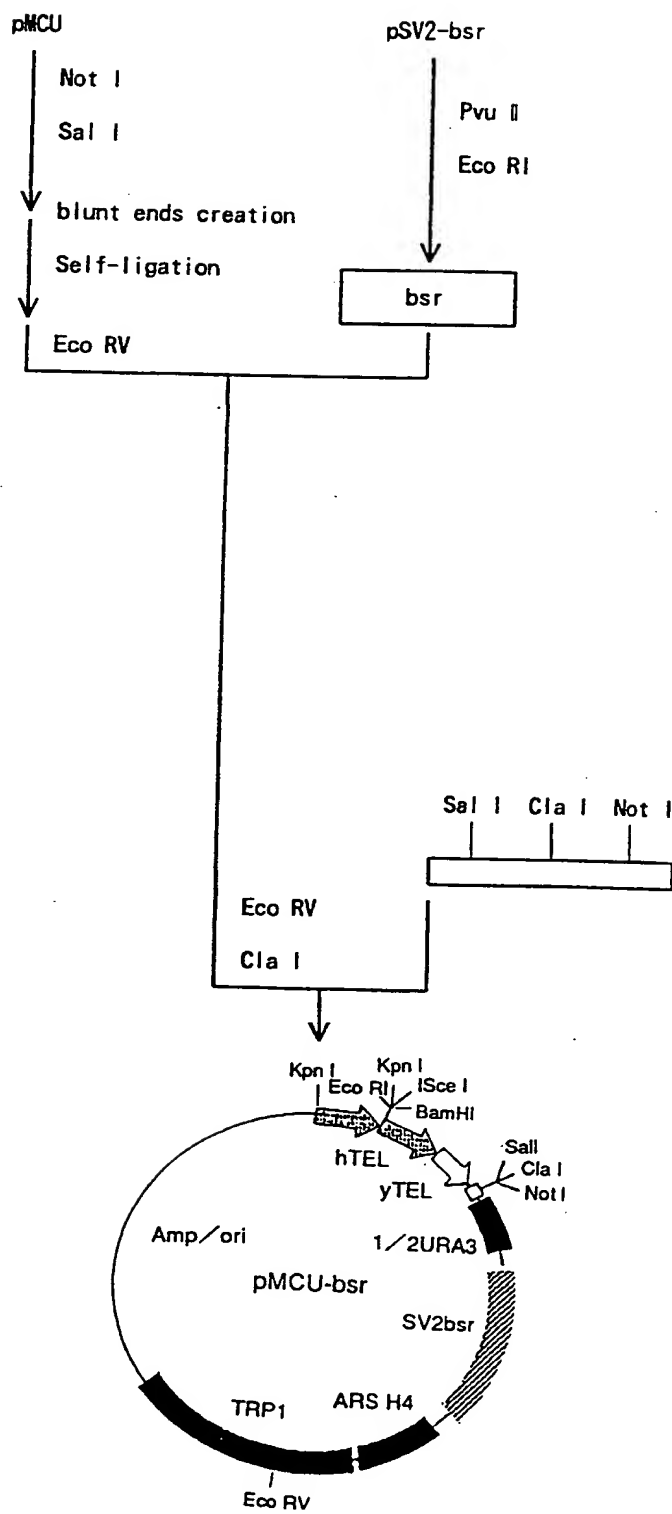 pMCU
pSV2-bsr
Not I
Sal I
Pvu II
Eco RI
blunt ends creation
Self-ligation
bsr
Eco RV
Sal I Cla I Not I
Eco RV
Cla I
Kpn I
Eco RI
Kpn I
ISce I
BamHI
hTEL
yTEL
SalI
Cla I
Not I
Amp/ori
1/2URA3
pMCU-bsr
SV2bsr
TRP1
ARS H4
Eco RV